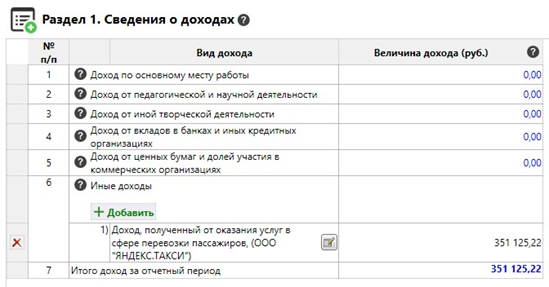 Раздел 1. Сведения о доходах
№ п/п Вид дохода Величина дохода (руб.)
1 Доход по основному месту работы 0,00
2 Доход от педагогической и научной деятельности 0,00
3 Доход от иной творческой деятельности 0,00
4 Доход от вкладов в банках и иных кредитных
организациях 0,00
5 Доход от ценных бумаг и долей участия в
коммерческих организациях 0,00
6 Иные доходы
+ Добавить
1) Доход, полученный от оказания услуг в
сфере перевозки пассажиров, (ООО
"ЯНДЕКС.ТАКСИ") 351 125,22
7 Итого доход за отчетный период 351 125,22